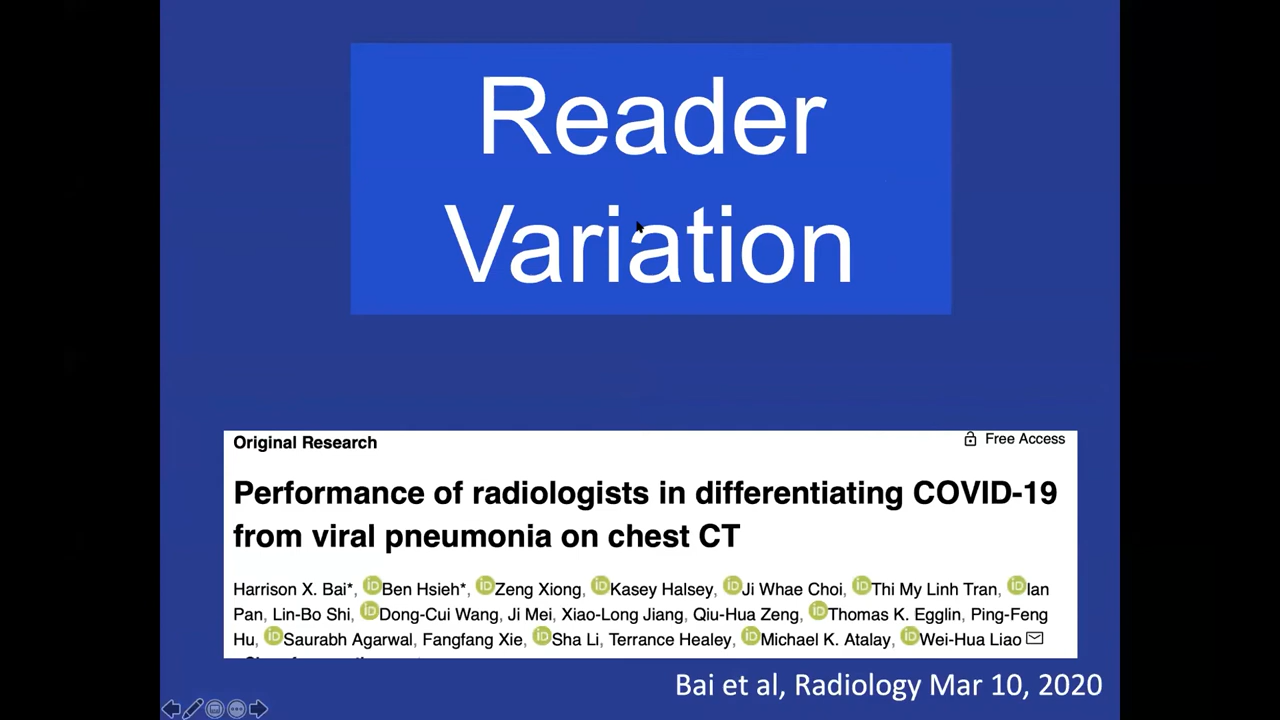 Reader
Variation
Original Research
Free Access
Performance of radiologists in differentiating COVID-19
from viral pneumonia on chest CT
Harrison X. Bai*, Ben Hsieh*, Zeng Xiong, Kasey Halsey, Ji Whae Choi, Thi My Linh Tran, Ian
Pan, Lin-Bo Shi, Dong-Cui Wang, Ji Mei, Xiao-Long Jiang, Qiu-Hua Zeng, Thomas K. Egglin, Ping-Feng
Hu, Saurabh Agarwal, Fangfang Xie, Sha Li, Terrance Healey, Michael K. Atalay, Wei-Hua Liao
Bai et al, Radiology Mar 10, 2020